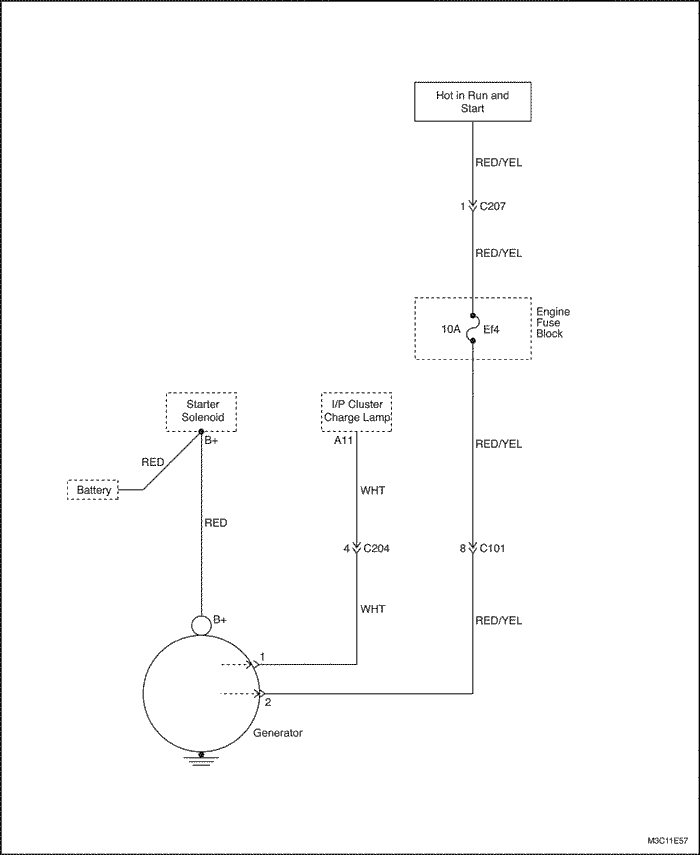 Hot in Run and
Start
RED/YEL
1 C207
RED/YEL
10A Ef4
Engine
Fuse
Block
Starter
Solenoid
B+
I/P Cluster
Charge Lamp
A11
RED/YEL
RED
Battery
WHT
RED
4 C204
8 C101
WHT
B+
RED/YEL
1
2
Generator
M3C11E57